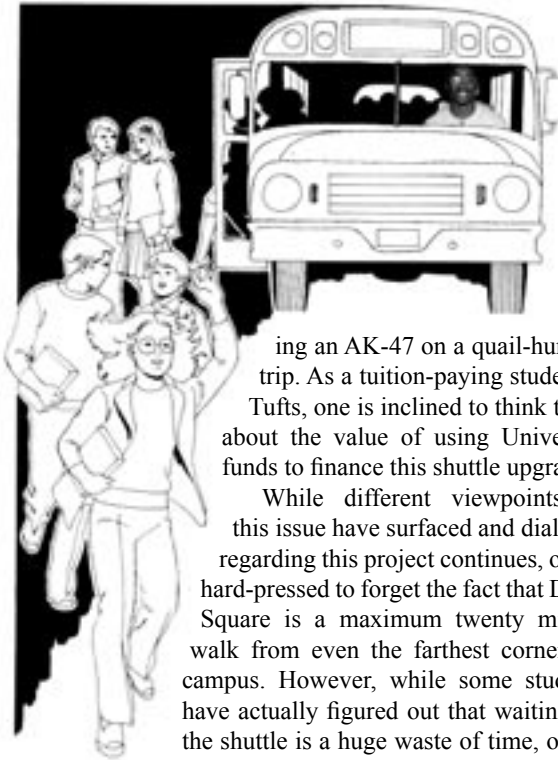 ing an AK-47 on a quail-hun
trip. As a tuition-paying stude
Tufts, one is inclined to think t
about the value of using Unive
funds to finance this shuttle upgra
While different viewpoints
this issue have surfaced and dial
regarding this project continues, o
hard-pressed to forget the fact that D
Square is a maximum twenty m
walk from even the farthest corne
campus. However, while some stud
have actually figured out that waitin
the shuttle is a huge waste of time, o